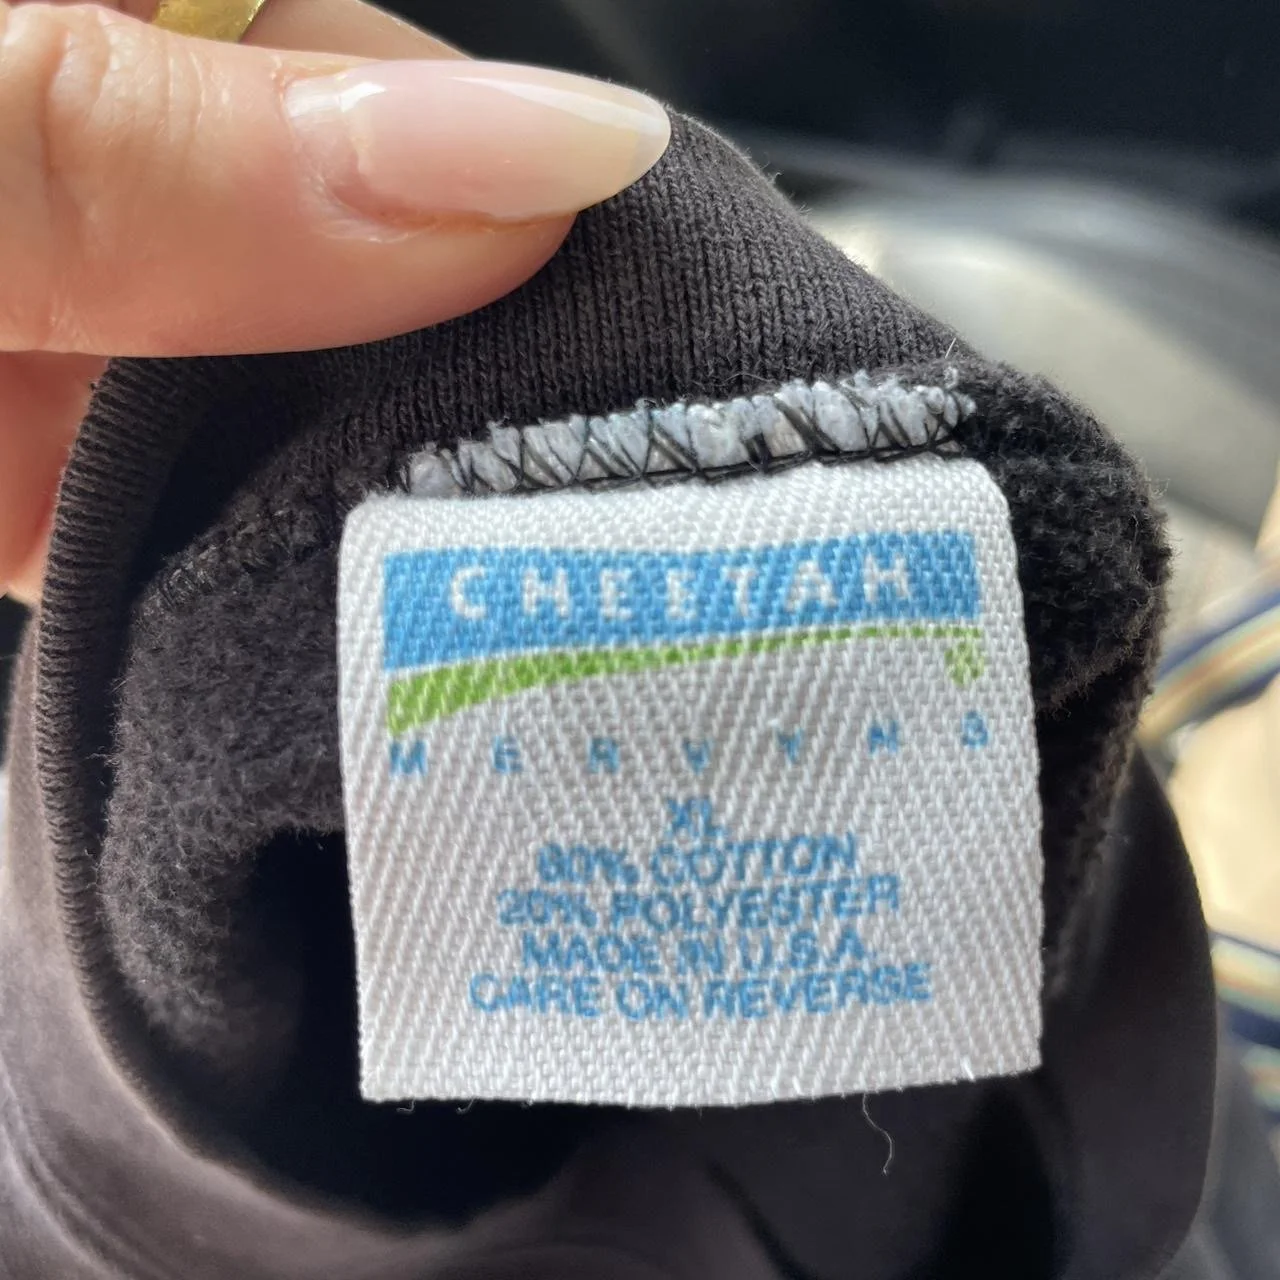 CHEETAH
MERVYNS
XL
80% COTTON
20% POLYESTER
MADE IN U.S.A.
CARE ON REVERSE